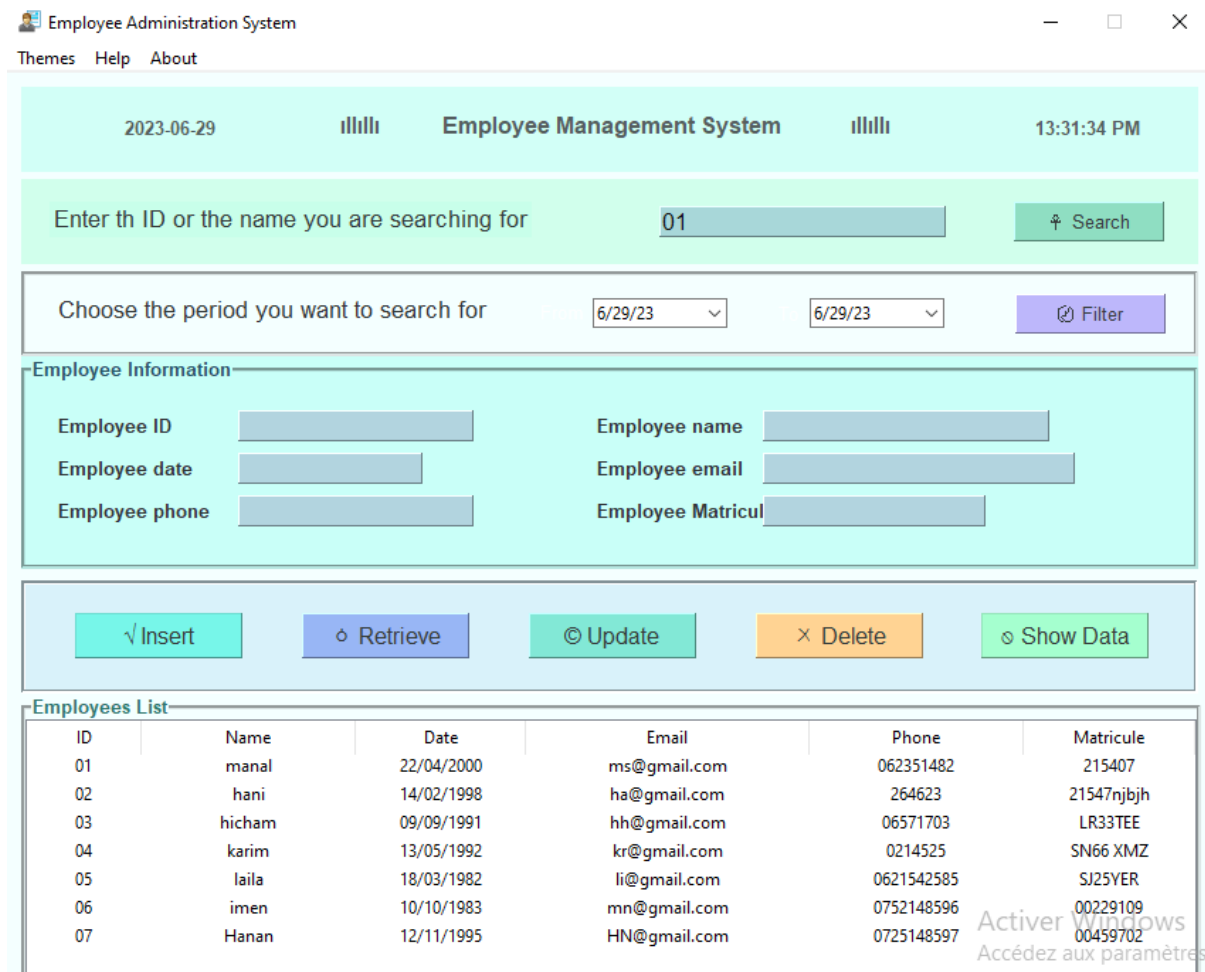 Employee Administration System
Themes Help About
2023-06-29 Employee Management System 13:31:34 PM
Enter th ID or the name you are searching for 01 Search
Choose the period you want to search for 6/29/23 6/29/23 Filter
Employee Information
Employee ID Employee name
Employee date Employee email
Employee phone Employee Matricul
√ Insert Retrieve © Update × Delete Show Data
Employees List
ID Name Date Email Phone Matricule
01 manal 22/04/2000 ms@gmail.com 062351482 215407
02 hani 14/02/1998 ha@gmail.com 264623 21547njbjh
03 hicham 09/09/1991 hh@gmail.com 06571703 LR33TEE
04 karim 13/05/1992 kr@gmail.com 0214525 SN66 XMZ
05 laila 18/03/1982 li@gmail.com 0621542585 SJ25YER
06 imen 10/10/1983 mn@gmail.com 0752148596 00229109
07 Hanan 12/11/1995 HN@gmail.com 0725148597 00459702
Activer Windows
Accédez aux paramètres